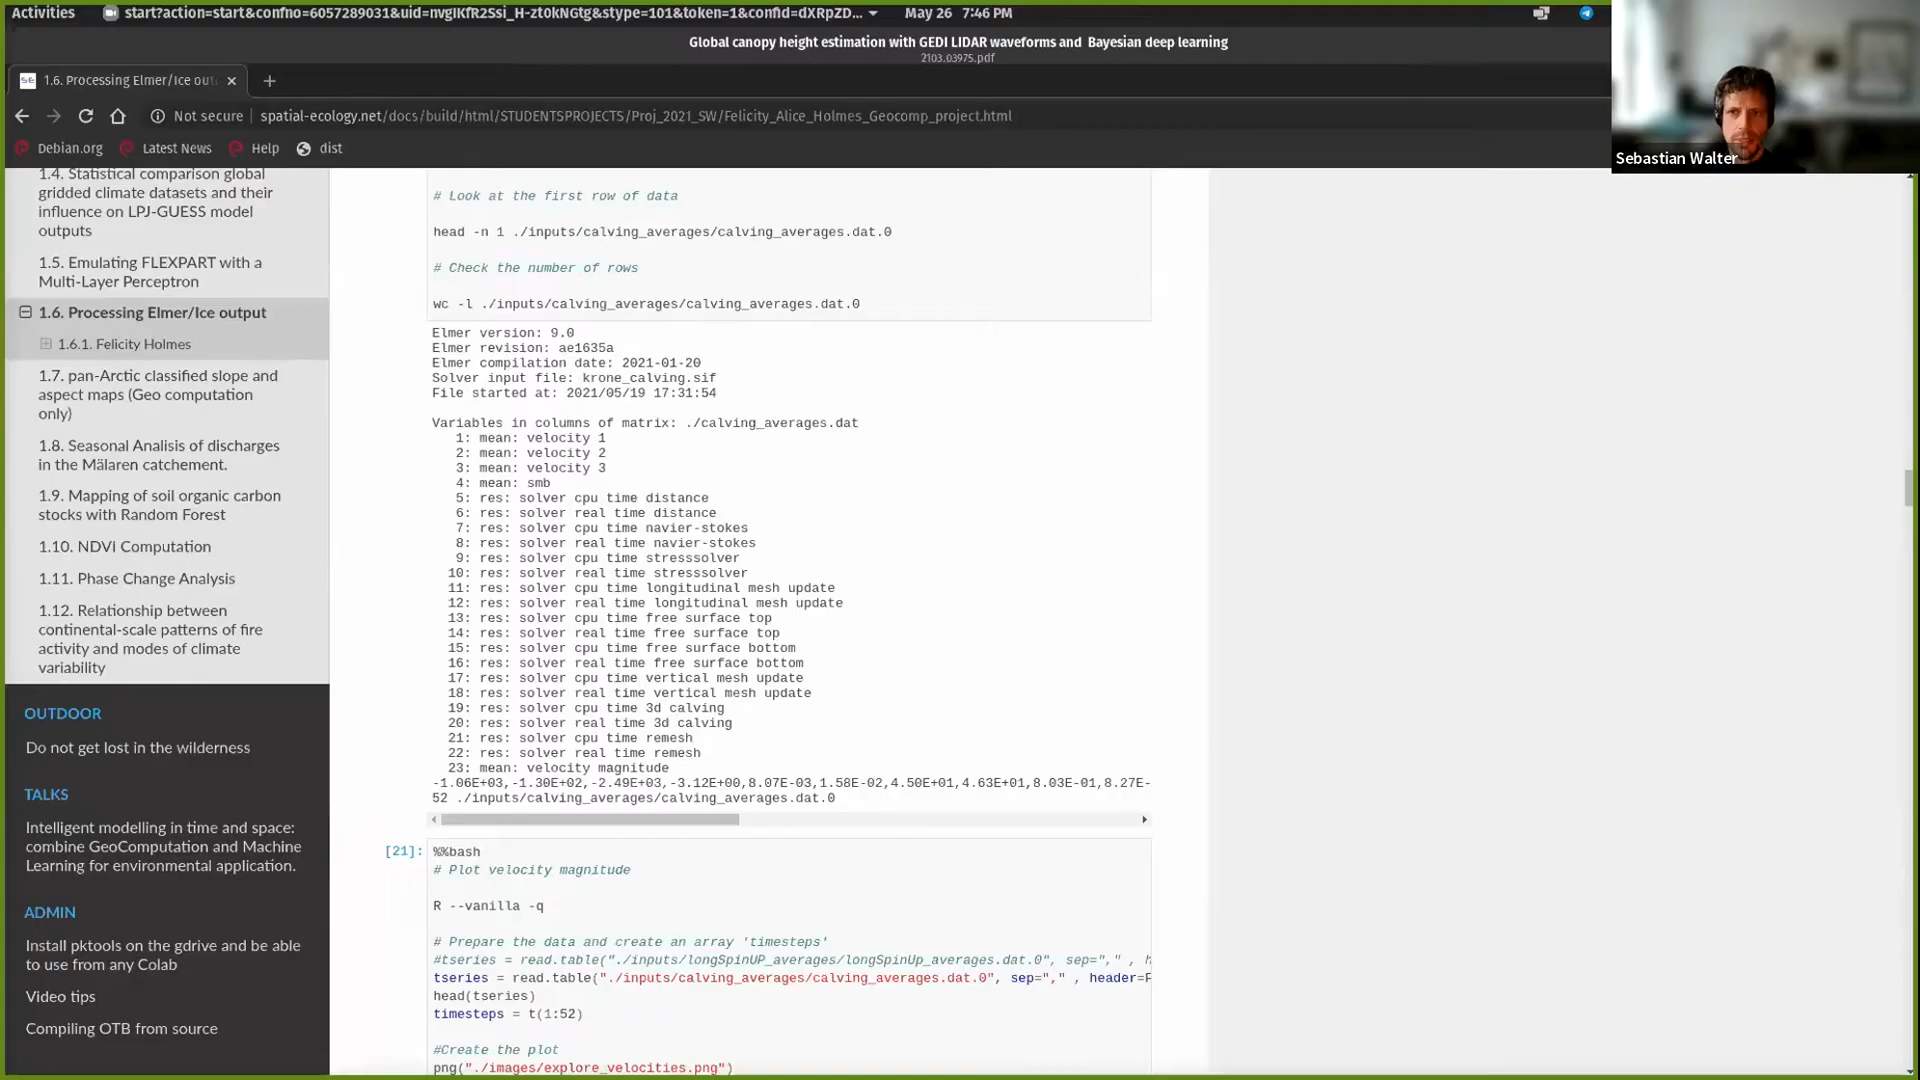 Activities
start?action=start&confno=6057289031&uid=nvgIKfR2Ssi_H-zt0kNGtg&stype=101&token=1&confid=dXRpZD...
May 26 7:46 PM
Global canopy height estimation with GEDI LIDAR waveforms and Bayesian deep learning
2103.03975.pdf
1.6. Processing Elmer/Ice out
Not secure
spatial-ecology.net/docs/build/html/STUDENTSPROJECTS/Proj_2021_SW/Felicity_Alice_Holmes_Geocomp_project.html
Debian.org
Latest News
Help
dist
Sebastian Walter
1.4. Statistical comparison global
gridded climate datasets and their
influence on LPJ-GUESS model
outputs
1.5. Emulating FLEXPART with a
Multi-Layer Perceptron
1.6. Processing Elmer/Ice output
1.6.1. Felicity Holmes
1.7. pan-Arctic classified slope and
aspect maps (Geo computation
only)
1.8. Seasonal Analisis of discharges
in the Mälaren catchement.
1.9. Mapping of soil organic carbon
stocks with Random Forest
1.10. NDVI Computation
1.11. Phase Change Analysis
1.12. Relationship between
continental-scale patterns of fire
activity and modes of climate
variability
OUTDOOR
Do not get lost in the wilderness
TALKS
Intelligent modelling in time and space:
combine GeoComputation and Machine
Learning for environmental application.
ADMIN
Install pktools on the gdrive and be able
to use from any Colab
Video tips
Compiling OTB from source
# Look at the first row of data
head -n 1 ./inputs/calving_averages/calving_averages.dat.0
# Check the number of rows
wc -l ./inputs/calving_averages/calving_averages.dat.0
Elmer version: 9.0
Elmer revision: ae1635a
Elmer compilation date: 2021-01-20
Solver input file: krone_calving.sif
File started at: 2021/05/19 17:31:54
Variables in columns of matrix: ./calving_averages.dat
1: mean: velocity 1
2: mean: velocity 2
3: mean: velocity 3
4: mean: smb
5: res: solver cpu time distance
6: res: solver real time distance
7: res: solver cpu time navier-stokes
8: res: solver real time navier-stokes
9: res: solver cpu time stresssolver
10: res: solver real time stresssolver
11: res: solver cpu time longitudinal mesh update
12: res: solver real time longitudinal mesh update
13: res: solver cpu time free surface top
14: res: solver real time free surface top
15: res: solver cpu time free surface bottom
16: res: solver real time free surface bottom
17: res: solver cpu time vertical mesh update
18: res: solver real time vertical mesh update
19: res: solver cpu time 3d calving
20: res: solver real time 3d calving
21: res: solver cpu time remesh
22: res: solver real time remesh
23: mean: velocity magnitude
-1.06E+03,-1.30E+02,-2.49E+03,-3.12E+00,8.07E-03,1.58E-02,4.50E+01,4.63E+01,8.03E-01,8.27E-
52 ./inputs/calving_averages/calving_averages.dat.0
[21]:
%%bash
# Plot velocity magnitude
R --vanilla -q
# Prepare the data and create an array 'timesteps'
#tseries = read.table("./inputs/longSpinUP_averages/longSpinUp_averages.dat.0", sep="," , h
tseries = read.table("./inputs/calving_averages/calving_averages.dat.0", sep="," , header=F
head(tseries)
timesteps = t(1:52)
#Create the plot
png("./images/explore_velocities.png")